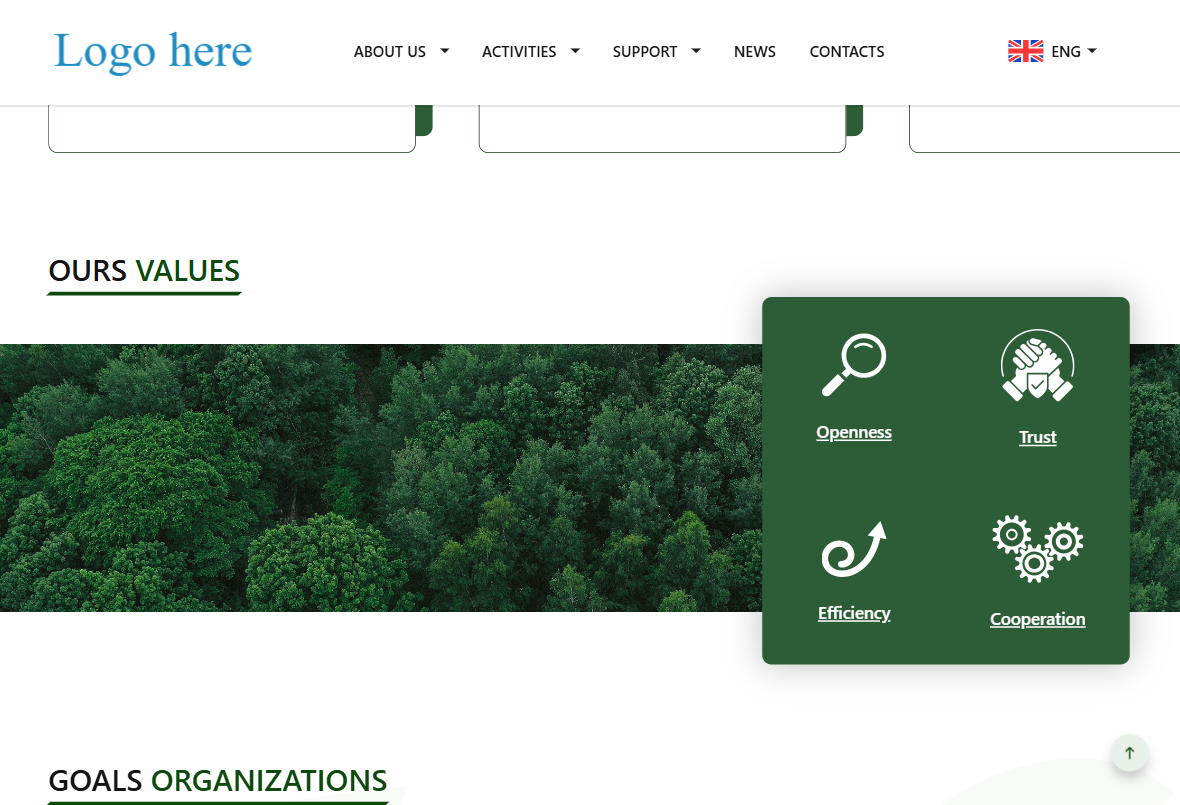 Logo here
ABOUT US
ACTIVITIES
SUPPORT
NEWS
CONTACTS
ENG
OURS VALUES
Openness
Trust
Efficiency
Cooperation
GOALS ORGANIZATIONS